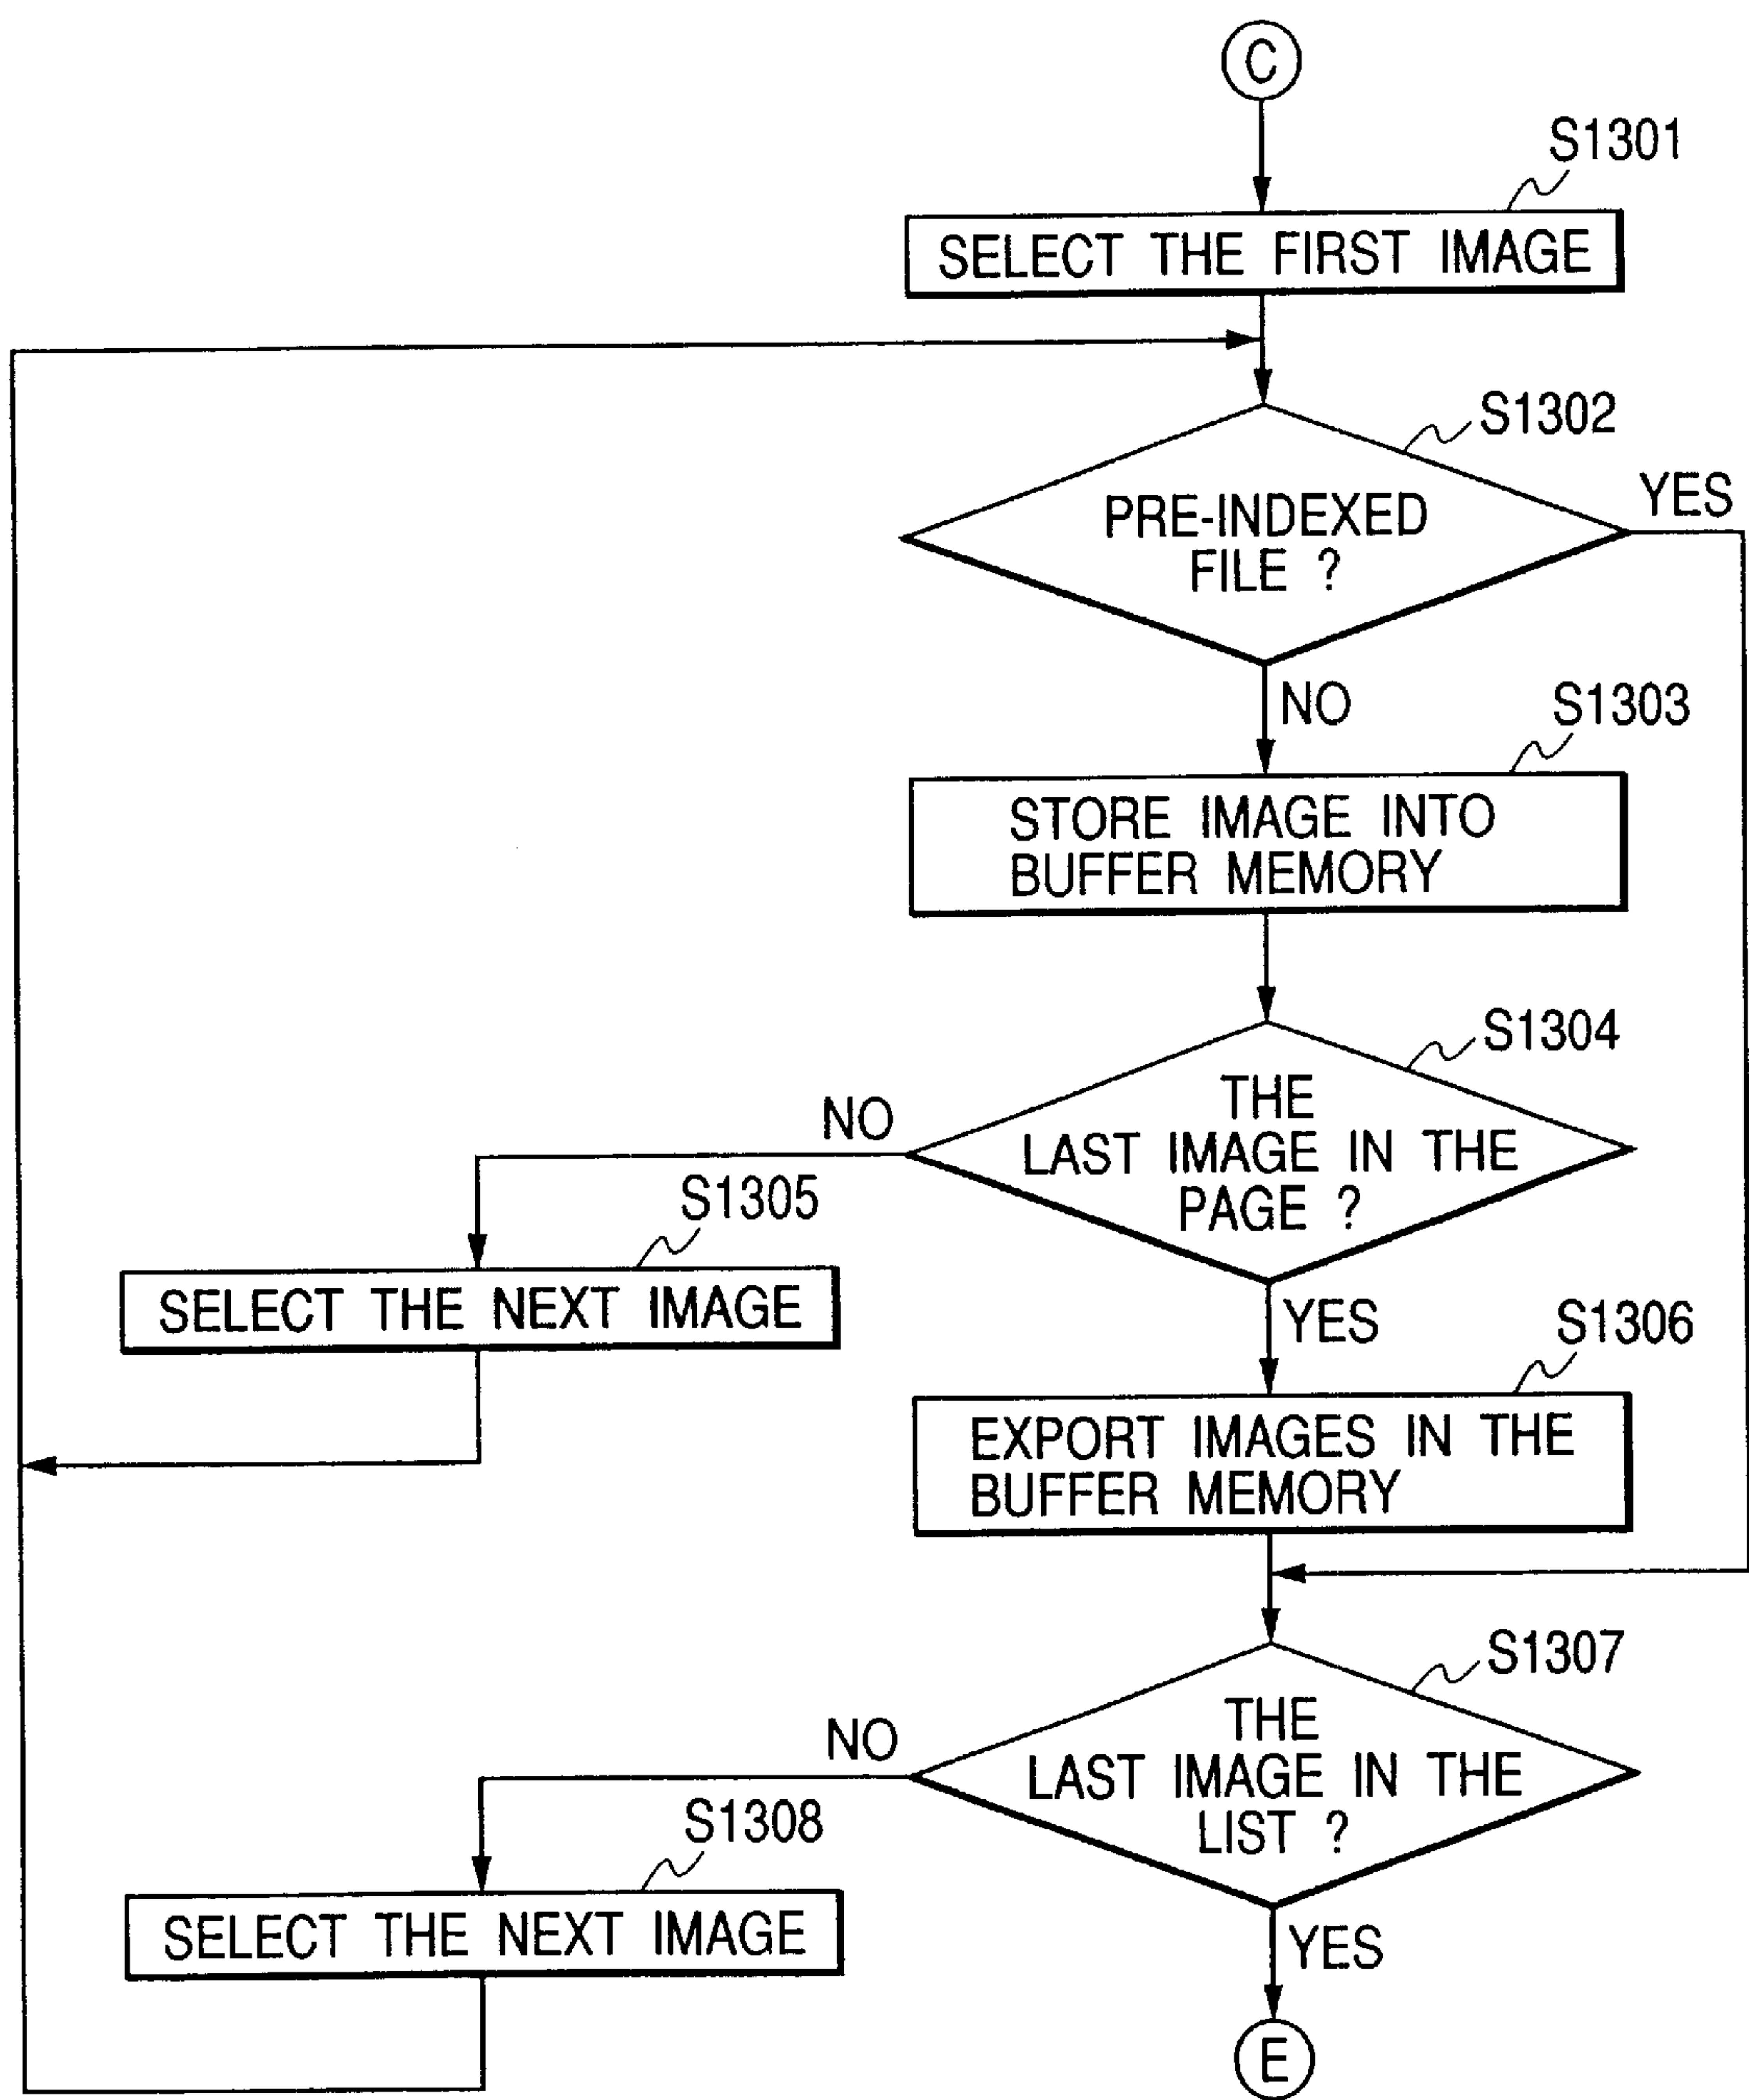 C
S1301
SELECT THE FIRST IMAGE
S1302
YES
PRE-INDEXED
FILE ?
NO
S1303
STORE IMAGE INTO
BUFFER MEMORY
S1304
THE
LAST IMAGE IN THE
PAGE ?
NO
S1305
SELECT THE NEXT IMAGE
YES
S1306
EXPORT IMAGES IN THE
BUFFER MEMORY
S1307
THE
LAST IMAGE IN THE
LIST ?
NO
S1308
SELECT THE NEXT IMAGE
YES
E